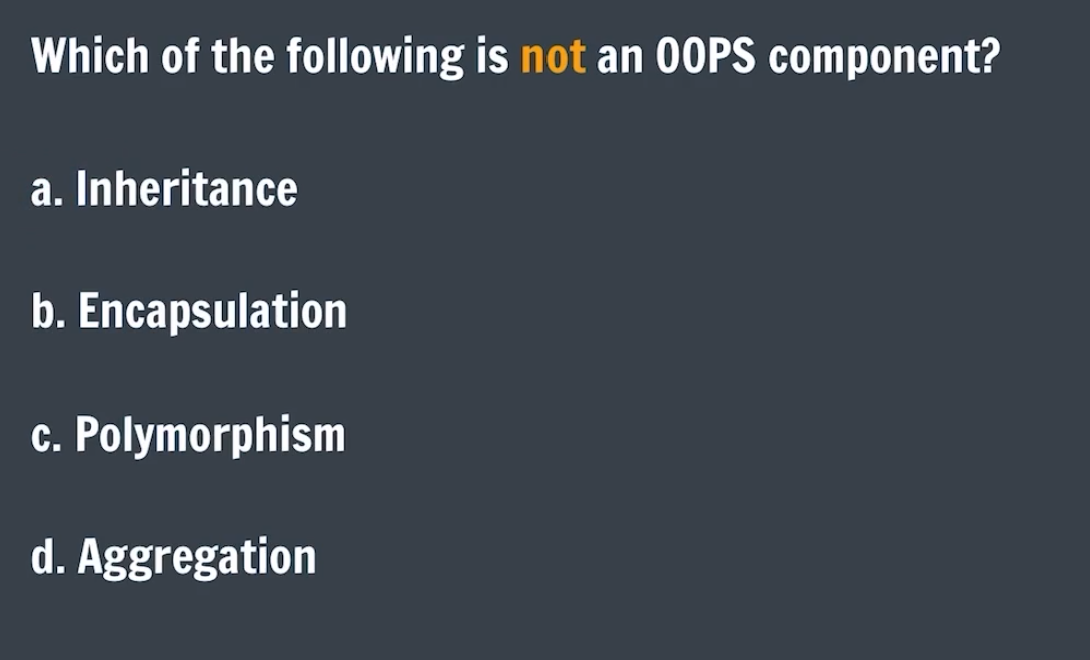 Which of the following is not an OOPS component?
a. Inheritance
b. Encapsulation
c. Polymorphism
d. Aggregation